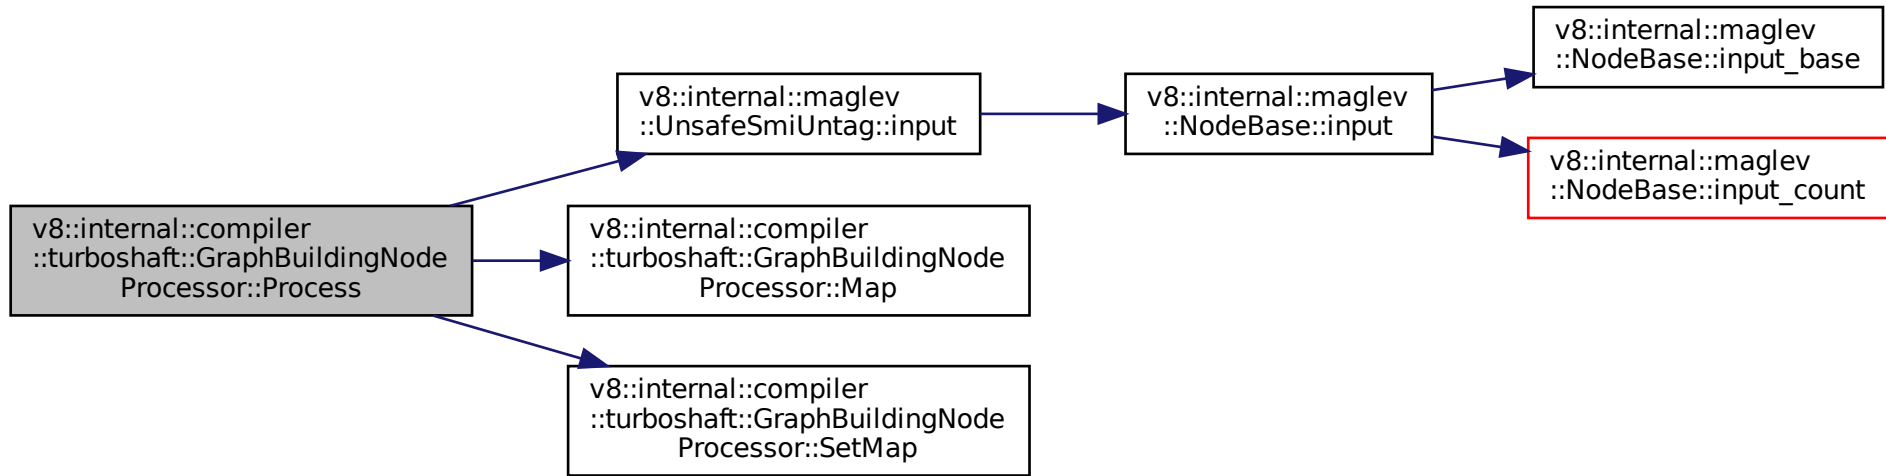 v8::internal::compiler
::turboshaft::GraphBuildingNode
Processor::Process
v8::internal::maglev
::UnsafeSmiUntag::input
v8::internal::compiler
::turboshaft::GraphBuildingNode
Processor::Map
v8::internal::compiler
::turboshaft::GraphBuildingNode
Processor::SetMap
v8::internal::maglev
::NodeBase::input
v8::internal::maglev
::NodeBase::input_base
v8::internal::maglev
::NodeBase::input_count